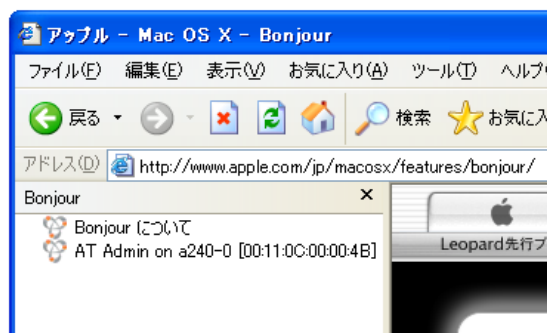 アップル - Mac OS X - Bonjour
ファイル(F) 編集(E) 表示(V) お気に入り(A) ツール(T) ヘルプ(
戻る 検索 お気に入
アドレス(D) http://www.apple.com/jp/macosx/features/bonjour/
Bonjour ×
Bonjour について
AT Admin on a240-0 [00:11:0C:00:00:4B]
Leopard先行プ